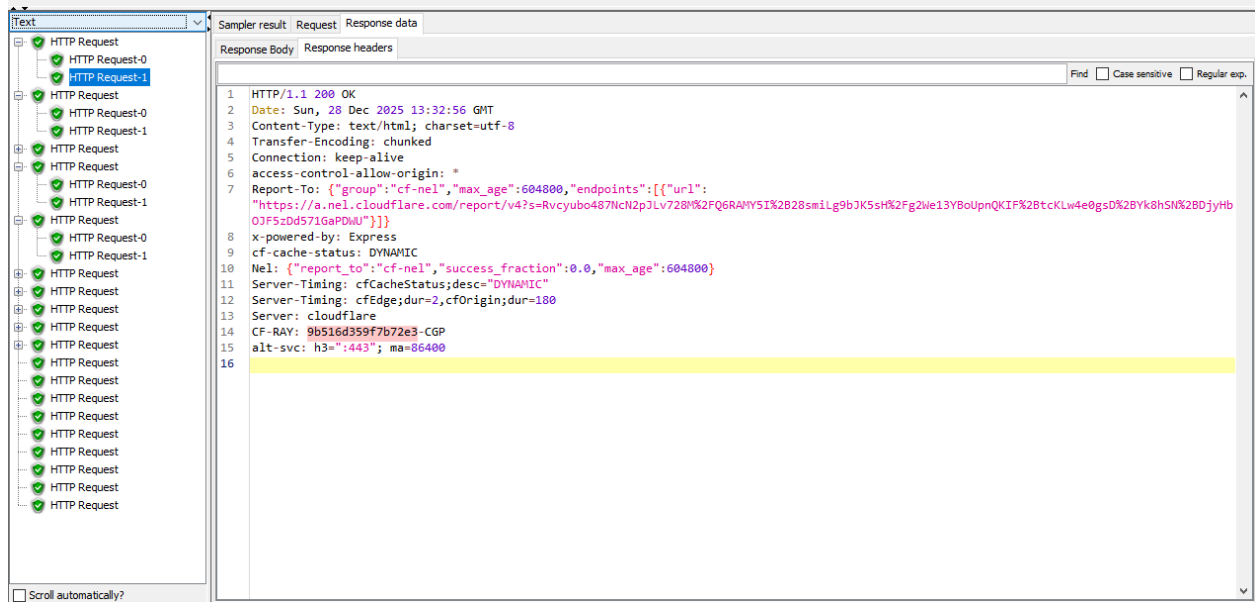 Text
HTTP Request
HTTP Request-0
HTTP Request-1
HTTP Request
HTTP Request-0
HTTP Request-1
HTTP Request
HTTP Request
HTTP Request-0
HTTP Request-1
HTTP Request
HTTP Request-0
HTTP Request-1
HTTP Request
HTTP Request
HTTP Request
HTTP Request
HTTP Request
HTTP Request
HTTP Request
HTTP Request
HTTP Request
HTTP Request
HTTP Request
HTTP Request
HTTP Request
HTTP Request
Scroll automatically?
Sampler result Request Response data
Response Body Response headers
Find Case sensitive Regular exp.
1 HTTP/1.1 200 OK
2 Date: Sun, 28 Dec 2025 13:32:56 GMT
3 Content-Type: text/html; charset=utf-8
4 Transfer-Encoding: chunked
5 Connection: keep-alive
6 access-control-allow-origin: *
7 Report-To: {"group":"cf-nel","max_age":604800,"endpoints":[{"url":
"https://a.nel.cloudflare.com/report/v4?s=Rvcyubo487NcN2pJLv728M%2FQ6RAMY5I%2B28smiLg9bJK5sH%2Fg2We13YBoUpnQKIF%2BtcKLw4e0gsD%2BYk8hSN%2BDjyHb
OJF5zDd571GaPDWU"}]}
8 x-powered-by: Express
9 cf-cache-status: DYNAMIC
10 Nel: {"report_to":"cf-nel","success_fraction":0.0,"max_age":604800}
11 Server-Timing: cfCacheStatus;desc="DYNAMIC"
12 Server-Timing: cfEdge;dur=2,cfOrigin;dur=180
13 Server: cloudflare
14 CF-RAY: 9b516d359f7b72e3-CGP
15 alt-svc: h3=":443"; ma=86400
16